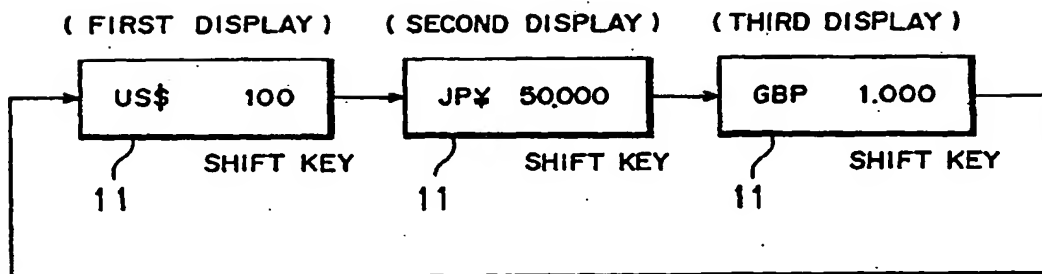 ( FIRST DISPLAY ) ( SECOND DISPLAY ) ( THIRD DISPLAY )
US$ 100 JP¥ 50.000 GBP 1.000
SHIFT KEY SHIFT KEY SHIFT KEY
11 11 11